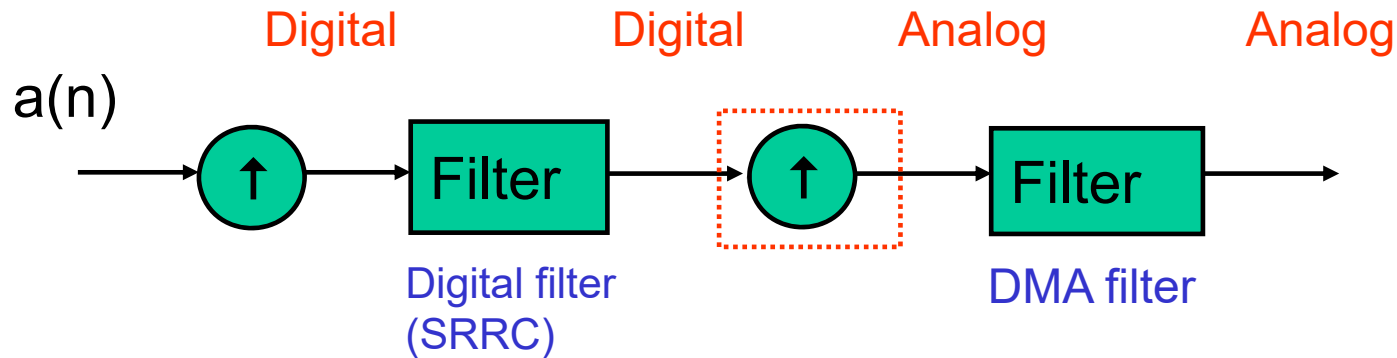 Digital Digital Analog Analog
a(n)
↑ Filter ↑ Filter
Digital filter
(SRRC)
DMA filter